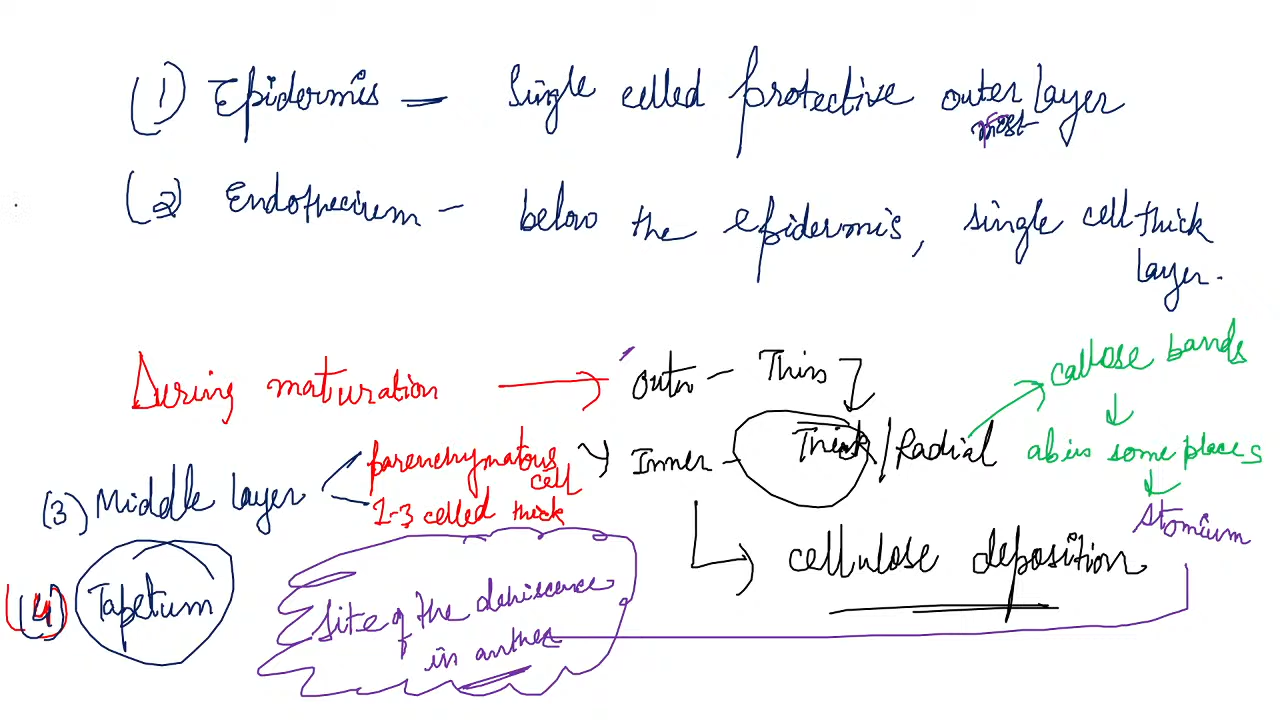 (1) Epidermis — Single celled protective outer layer
most
(2) Endothecium — below the epidermis, single cell thick
layer.
During maturation → Outer — Thin
callose bands
Inner — Thick/Radial
ab in some places
stomium
cellulose deposition
(3) Middle layer
parenchymatous
cell
1-3 celled thick
(4) Tapetum
Site of the dehiscence
in anther